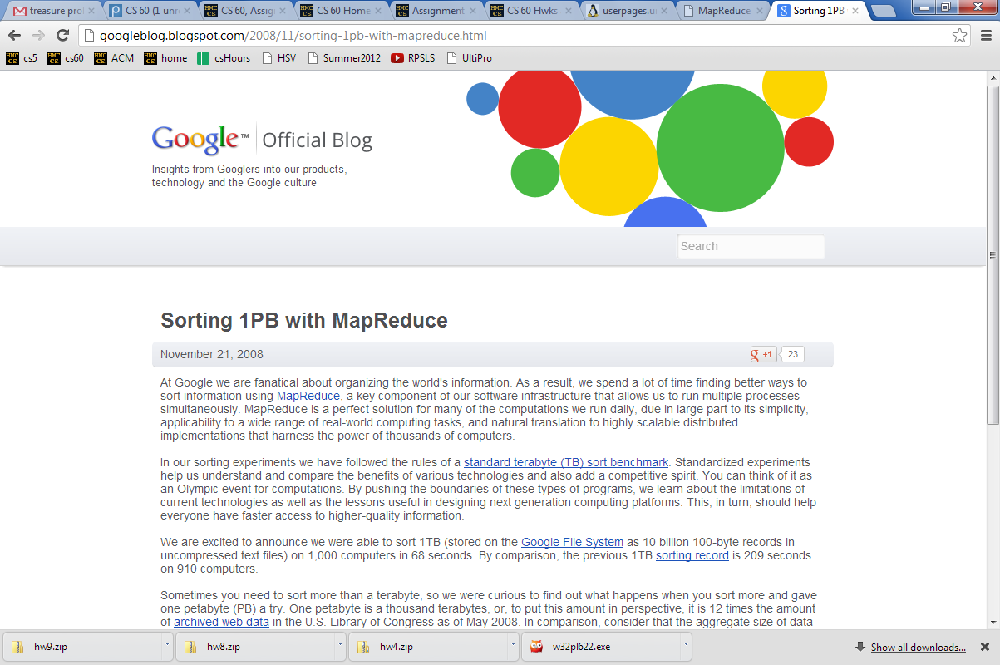 treasure prol
CS 60 (1 unr
CS 60, Assig
CS 60 Home
Assignment
CS 60 Hwks
userpages.u
MapReduce
Sorting 1PB
googleblog.blogspot.com/2008/11/sorting-1pb-with-mapreduce.html
cs5 cs60 ACM home csHours HSV Summer2012 RPSLS UltiPro
Google™ Official Blog
Insights from Googlers into our products,
technology and the Google culture
Search
Sorting 1PB with MapReduce
November 21, 2008
+1 23
At Google we are fanatical about organizing the world's information. As a result, we spend a lot of time finding better ways to
sort information using MapReduce, a key component of our software infrastructure that allows us to run multiple processes
simultaneously. MapReduce is a perfect solution for many of the computations we run daily, due in large part to its simplicity,
applicability to a wide range of real-world computing tasks, and natural translation to highly scalable distributed
implementations that harness the power of thousands of computers.
In our sorting experiments we have followed the rules of a standard terabyte (TB) sort benchmark. Standardized experiments
help us understand and compare the benefits of various technologies and also add a competitive spirit. You can think of it as
an Olympic event for computations. By pushing the boundaries of these types of programs, we learn about the limitations of
current technologies as well as the lessons useful in designing next generation computing platforms. This, in turn, should help
everyone have faster access to higher-quality information.
We are excited to announce we were able to sort 1TB (stored on the Google File System as 10 billion 100-byte records in
uncompressed text files) on 1,000 computers in 68 seconds. By comparison, the previous 1TB sorting record is 209 seconds
on 910 computers.
Sometimes you need to sort more than a terabyte, so we were curious to find out what happens when you sort more and gave
one petabyte (PB) a try. One petabyte is a thousand terabytes, or, to put this amount in perspective, it is 12 times the amount
of archived web data in the U.S. Library of Congress as of May 2008. In comparison, consider that the aggregate size of data
hw9.zip
hw8.zip
hw4.zip
w32pl622.exe
Show all downloads...